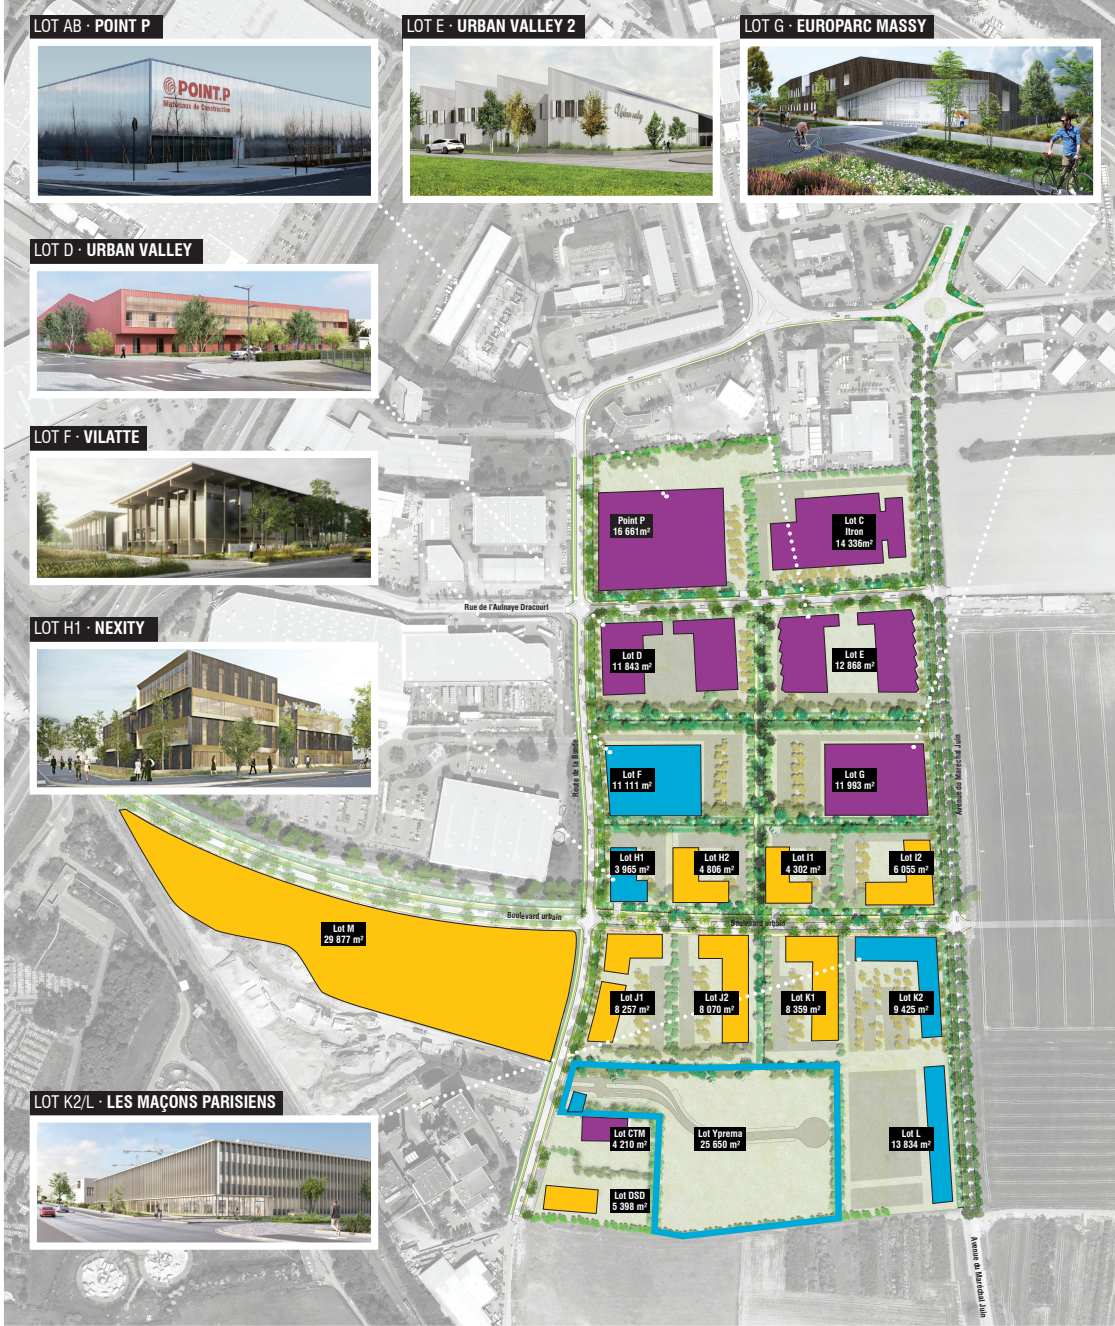 LOT AB · POINT P
LOT E · URBAN VALLEY 2
LOT G · EUROPARC MASSY
POINT.P
Matériaux de Construction
Urban valley
LOT D · URBAN VALLEY
LOT F · VILATTE
LOT H1 · NEXITY
LOT K2/L · LES MAÇONS PARISIENS
Point P
16 661m²
Lot C
Itron
14 336m²
Rue de l'Aulnaye Dracourt
Lot D
11 843 m²
Lot E
12 868 m²
Route de la Bonde
Avenue du Maréchal Juin
Lot F
11 111 m²
Lot G
11 993 m²
Lot H1
3 965 m²
Lot H2
4 806 m²
Lot I1
4 302 m²
Lot I2
6 055 m²
Boulevard urbain
Boulevard urbain
Lot M
29 877 m²
Lot J1
8 257 m²
Lot J2
8 070 m²
Lot K1
8 359 m²
Lot K2
9 425 m²
Lot CTM
4 210 m²
Lot Yprema
25 650 m²
Lot L
13 834 m²
Lot DSD
5 398 m²
Avenue du Maréchal Juin